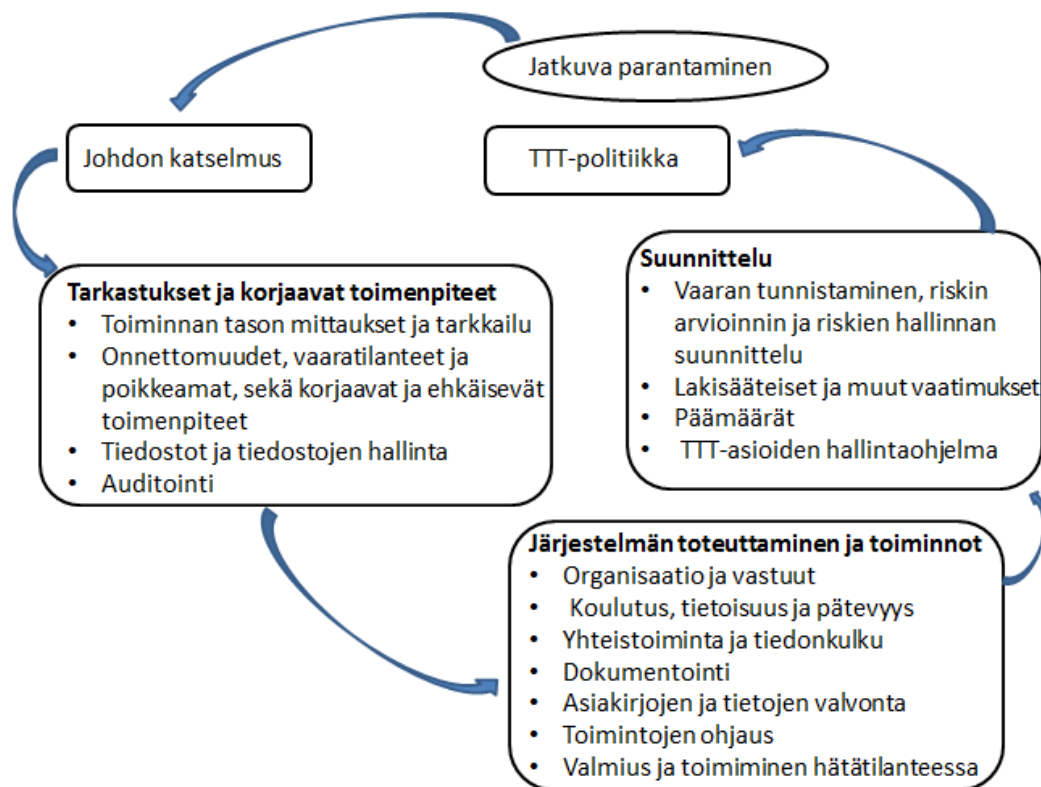 Jatkuva parantaminen
Johdon katselmus
TTT-politiikka
Tarkastukset ja korjaavat toimenpiteet
• Toiminnan tason mittaukset ja tarkkailu
• Onnettomuudet, vaaratilanteet ja
poikkeamat, sekä korjaavat ja ehkäisevät
toimenpiteet
• Tiedostot ja tiedostojen hallinta
• Auditointi
Suunnittelu
• Vaaran tunnistaminen, riskin
arvioinnin ja riskien hallinnan
suunnittelu
• Lakisääteiset ja muut vaatimukset
• Päämäärät
• TTT-asioiden hallintaohjelma
Järjestelmän toteuttaminen ja toiminnot
• Organisaatio ja vastuut
• Koulutus, tietoisuus ja pätevyys
• Yhteistoiminta ja tiedonkulku
• Dokumentointi
• Asiakirjojen ja tietojen valvonta
• Toimintojen ohjaus
• Valmius ja toimiminen hätätilanteessa